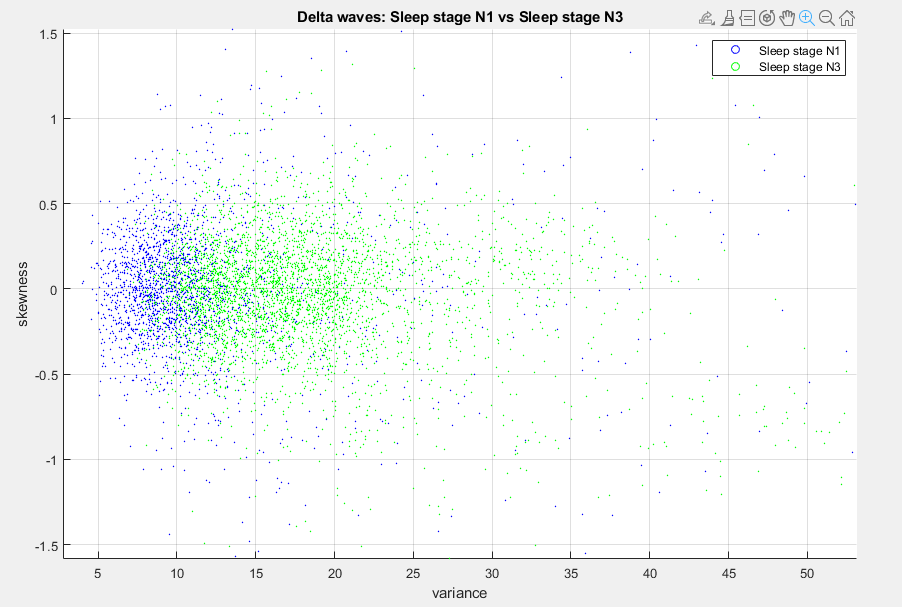 Delta waves: Sleep stage N1 vs Sleep stage N3
Sleep stage N1
Sleep stage N3
1.5
1
0.5
0
-0.5
-1
-1.5
skewness
5 10 15 20 25 30 35 40 45 50
variance